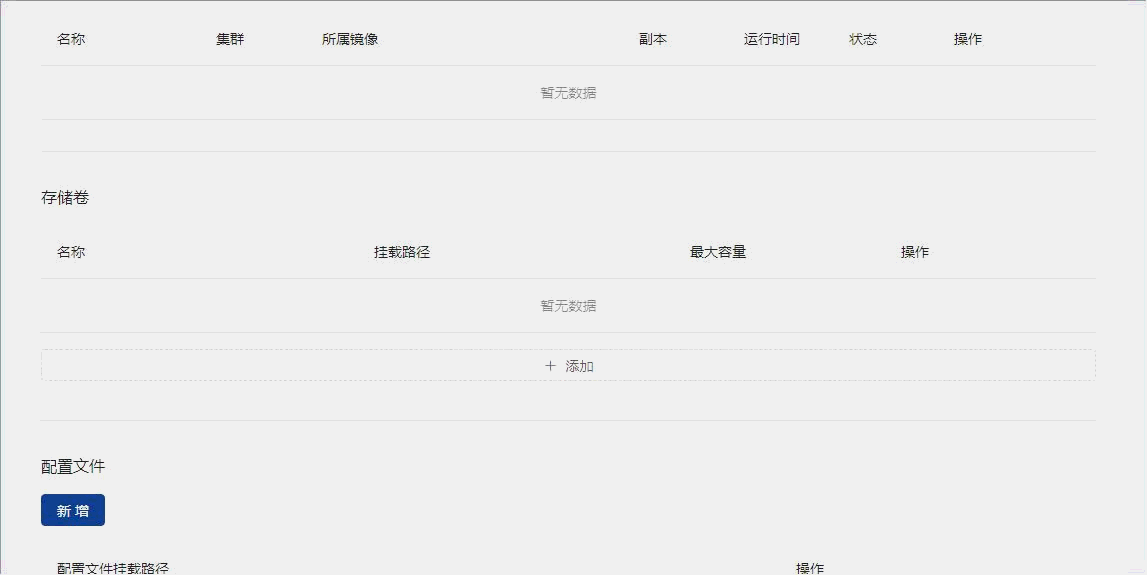 名称 集群 所属镜像 副本 运行时间 状态 操作
暂无数据
存储卷
名称 挂载路径 最大容量 操作
暂无数据
+ 添加
配置文件
新增
配置文件挂载路径 操作